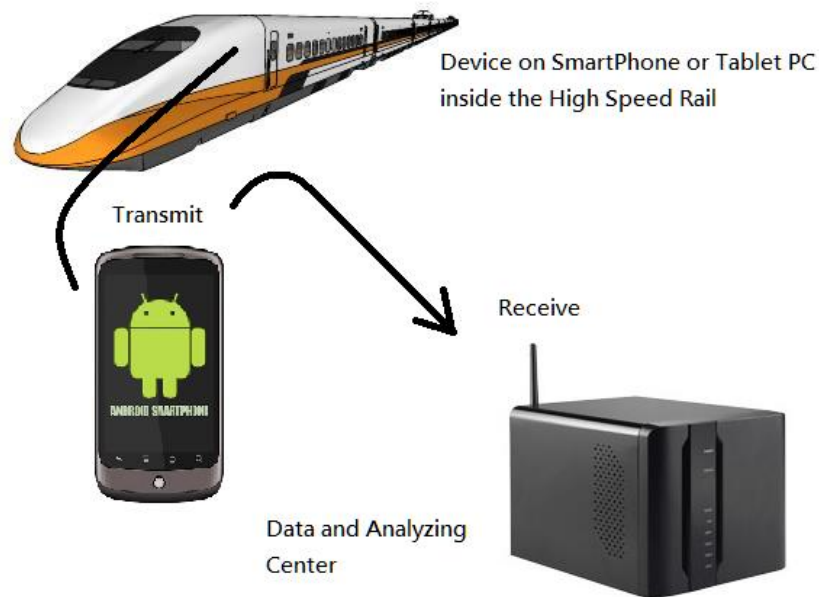 Device on SmartPhone or Tablet PC
inside the High Speed Rail
Transmit
Receive
ANDROID SMARTPHONE
Data and Analyzing
Center